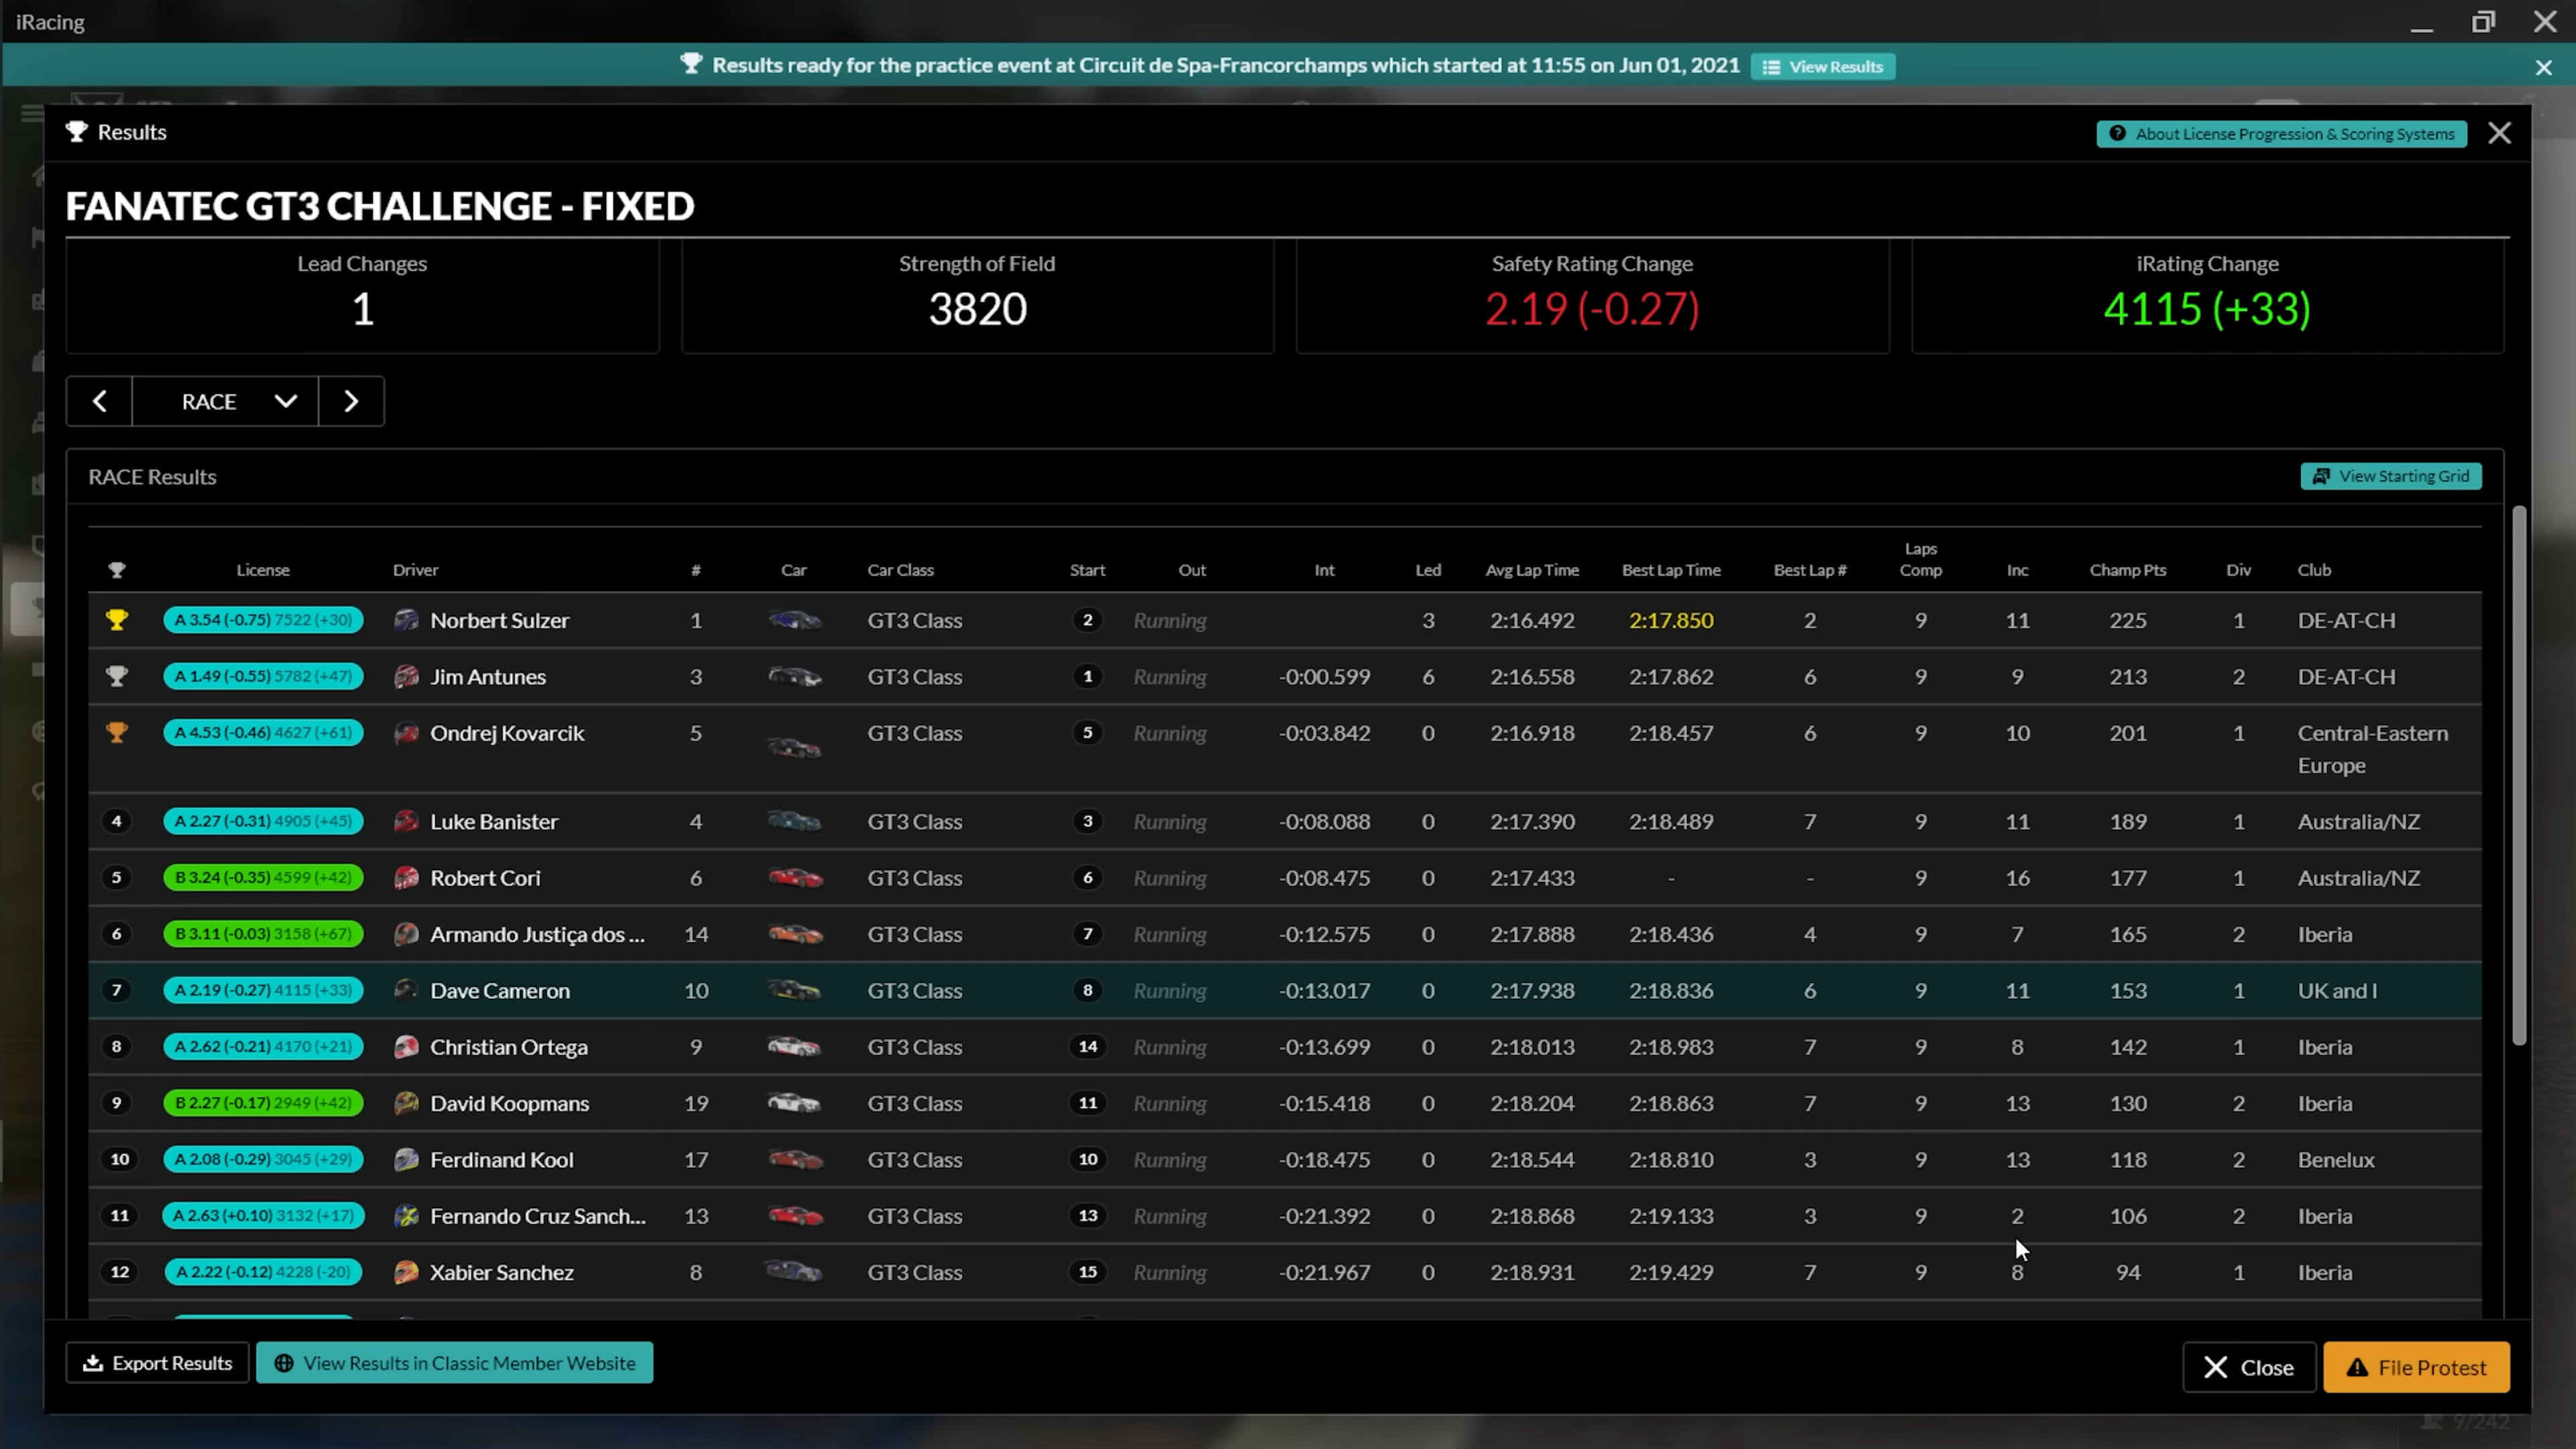 iRacing
Results ready for the practice event at Circuit de Spa-Francorchamps which started at 11:55 on Jun 01, 2021 View Results
Results About License Progression & Scoring Systems
FANATEC GT3 CHALLENGE - FIXED
Lead Changes Strength of Field Safety Rating Change iRating Change
1 3820 2.19 (-0.27) 4115 (+33)
RACE
RACE Results View Starting Grid
License Driver # Car Car Class Start Out Int Led Avg Lap Time Best Lap Time Best Lap # Laps Comp Inc Champ Pts Div Club
A 3.54 (-0.75) 7522 (+30) Norbert Sulzer 1 GT3 Class 2 Running 3 2:16.492 2:17.850 2 9 11 225 1 DE-AT-CH
A 1.49 (-0.55) 5782 (+47) Jim Antunes 3 GT3 Class 1 Running -0:00.599 6 2:16.558 2:17.862 6 9 9 213 2 DE-AT-CH
A 4.53 (-0.46) 4627 (+61) Ondrej Kovarcik 5 GT3 Class 5 Running -0:03.842 0 2:16.918 2:18.457 6 9 10 201 1 Central-Eastern
Europe
4 A 2.27 (-0.31) 4905 (+45) Luke Banister 4 GT3 Class 3 Running -0:08.088 0 2:17.390 2:18.489 7 9 11 189 1 Australia/NZ
5 B 3.24 (-0.35) 4599 (+42) Robert Cori 6 GT3 Class 6 Running -0:08.475 0 2:17.433 - - 9 16 177 1 Australia/NZ
6 B 3.11 (-0.03) 3158 (+67) Armando Justiça dos ... 14 GT3 Class 7 Running -0:12.575 0 2:17.888 2:18.436 4 9 7 165 2 Iberia
7 A 2.19 (-0.27) 4115 (+33) Dave Cameron 10 GT3 Class 8 Running -0:13.017 0 2:17.938 2:18.836 6 9 11 153 1 UK and I
8 A 2.62 (-0.21) 4170 (+21) Christian Ortega 9 GT3 Class 14 Running -0:13.699 0 2:18.013 2:18.983 7 9 8 142 1 Iberia
9 B 2.27 (-0.17) 2949 (+42) David Koopmans 19 GT3 Class 11 Running -0:15.418 0 2:18.204 2:18.863 7 9 13 130 2 Iberia
10 A 2.08 (-0.29) 3045 (+29) Ferdinand Kool 17 GT3 Class 10 Running -0:18.475 0 2:18.544 2:18.810 3 9 13 118 2 Benelux
11 A 2.63 (+0.10) 3132 (+17) Fernando Cruz Sanch... 13 GT3 Class 13 Running -0:21.392 0 2:18.868 2:19.133 3 9 2 106 2 Iberia
12 A 2.22 (-0.12) 4228 (-20) Xabier Sanchez 8 GT3 Class 15 Running -0:21.967 0 2:18.931 2:19.429 7 9 8 94 1 Iberia
Export Results View Results in Classic Member Website Close File Protest
9/242